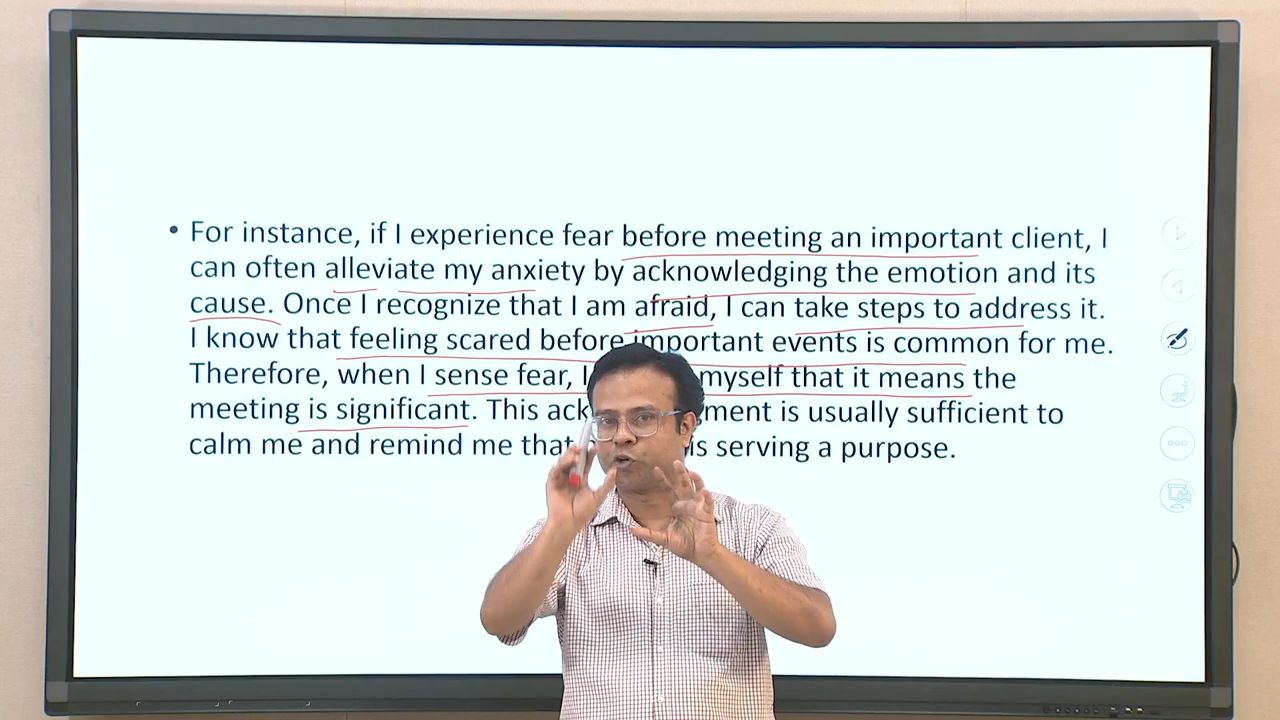 • For instance, if I experience fear before meeting an important client, I
can often alleviate my anxiety by acknowledging the emotion and its
cause. Once I recognize that I am afraid, I can take steps to address it.
I know that feeling scared before important events is common for me.
Therefore, when I sense fear, I myself that it means the
meeting is significant. This ack gment is usually sufficient to
calm me and remind me that is serving a purpose.